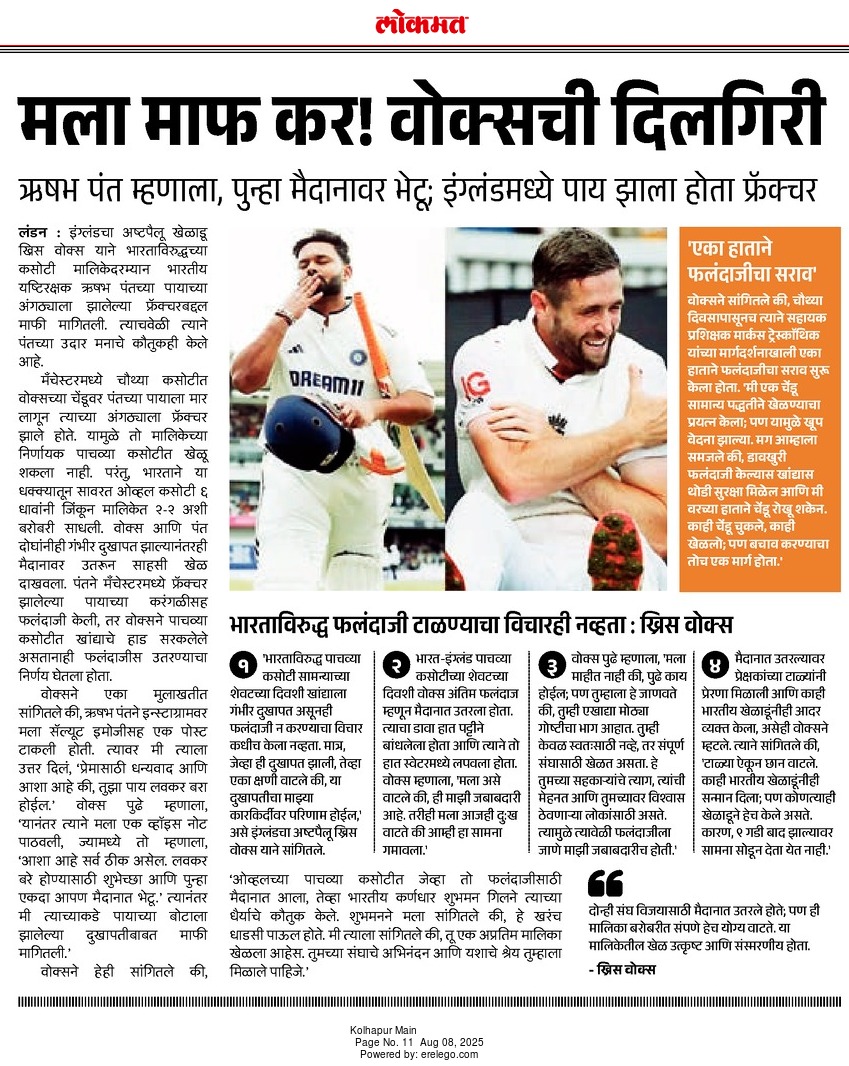 लोकमत
मला माफ कर! वोक्सची दिलगिरी
ऋषभ पंत म्हणाला, पुन्हा मैदानावर भेटू; इंग्लंडमध्ये पाय झाला होता फ्रॅक्चर
लंडन : इंग्लंडचा अष्टपैलू खेळाडू
ख्रिस वोक्स याने भारताविरुद्धच्या
कसोटी मालिकेदरम्यान भारतीय
यष्टिरक्षक ऋषभ पंतच्या पायाच्या
अंगठ्याला झालेल्या फ्रॅक्चरबद्दल
माफी मागितली. त्याचवेळी त्याने
पंतच्या उदार मनाचे कौतुकही केले
आहे.
मँचेस्टरमध्ये चौथ्या कसोटीत
वोक्सच्या चेंडूवर पंतच्या पायाला मार
लागून त्याच्या अंगठ्याला फ्रॅक्चर
झाले होते. यामुळे तो मालिकेच्या
निर्णायक पाचव्या कसोटीत खेळू
शकला नाही. परंतु, भारताने या
धक्क्यातून सावरत ओव्हल कसोटी ६
धावांनी जिंकून मालिकेत २-२ अशी
बरोबरी साधली. वोक्स आणि पंत
दोघांनीही गंभीर दुखापत झाल्यानंतरही
मैदानावर उतरून साहसी खेळ
दाखवला. पंतने मँचेस्टरमध्ये फ्रॅक्चर
झालेल्या पायाच्या करंगळीसह
फलंदाजी केली, तर वोक्सने पाचव्या
कसोटीत खांद्याचे हाड सरकलेले
असतानाही फलंदाजीस उतरण्याचा
निर्णय घेतला होता.
वोक्सने एका मुलाखतीत
सांगितले की, ऋषभ पंतने इन्स्टाग्रामवर
मला सॅल्यूट इमोजीसह एक पोस्ट
टाकली होती. त्यावर मी त्याला
उत्तर दिलं, 'प्रेमासाठी धन्यवाद आणि
आशा आहे की, तुझा पाय लवकर बरा
होईल.' वोक्स पुढे म्हणाला,
'यानंतर त्याने मला एक व्हॉइस नोट
पाठवली, ज्यामध्ये तो म्हणाला,
'आशा आहे सर्व ठीक असेल. लवकर
बरे होण्यासाठी शुभेच्छा आणि पुन्हा
एकदा आपण मैदानात भेटू.' त्यानंतर
मी त्याच्याकडे पायाच्या बोटाला
झालेल्या दुखापतीबाबत माफी
मागितली.'
वोक्सने हेही सांगितले की,
DREAM11
IG
'एका हाताने
फलंदाजीचा सराव'
वोक्सने सांगितले की, चौथ्या
दिवसापासूनच त्याने सहायक
प्रशिक्षक मार्कस ट्रेस्कॉथिक
यांच्या मार्गदर्शनाखाली एका
हाताने फलंदाजीचा सराव सुरू
केला होता. 'मी एक चेंडू
सामान्य पद्धतीने खेळण्याचा
प्रयत्न केला; पण यामुळे खूप
वेदना झाल्या. मग आम्हाला
समजले की, डावखुरी
फलंदाजी केल्यास खांद्यास
थोडी सुरक्षा मिळेल आणि मी
वरच्या हाताने चेंडू रोखू शकेन.
काही चेंडू चुकले, काही
खेळलो; पण बचाव करण्याचा
तोच एक मार्ग होता.'
भारताविरुद्ध फलंदाजी टाळण्याचा विचारही नव्हता : ख्रिस वोक्स
१ 'भारताविरुद्ध पाचव्या
कसोटी सामन्याच्या
शेवटच्या दिवशी खांद्याला
गंभीर दुखापत असूनही
फलंदाजी न करण्याचा विचार
कधीच केला नव्हता. मात्र,
जेव्हा ही दुखापत झाली, तेव्हा
एका क्षणी वाटले की, या
दुखापतीचा माझ्या
कारकिर्दीवर परिणाम होईल,'
असे इंग्लंडचा अष्टपैलू ख्रिस
वोक्स याने सांगितले.
२ भारत-इंग्लंड पाचव्या
कसोटीच्या शेवटच्या
दिवशी वोक्स अंतिम फलंदाज
म्हणून मैदानात उतरला होता.
त्याचा डावा हात पट्टीने
बांधलेला होता आणि त्याने तो
हात स्वेटरमध्ये लपवला होता.
वोक्स म्हणाला, 'मला असे
वाटले की, ही माझी जबाबदारी
आहे. तरीही मला आजही दु:ख
वाटते की आम्ही हा सामना
गमावला.'
३ वोक्स पुढे म्हणाला, 'मला
माहीत नाही की, पुढे काय
होईल; पण तुम्हाला हे जाणवते
की, तुम्ही एखाद्या मोठ्या
गोष्टीचा भाग आहात. तुम्ही
केवळ स्वतःसाठी नव्हे, तर संपूर्ण
संघासाठी खेळत असता. हे
तुमच्या सहकाऱ्यांचे त्याग, त्यांची
मेहनत आणि तुमच्यावर विश्वास
ठेवणाऱ्या लोकांसाठी असते.
त्यामुळे त्यावेळी फलंदाजीला
जाणे माझी जबाबदारीच होती.'
४ मैदानात उतरल्यावर
प्रेक्षकांच्या टाळ्यांनी
प्रेरणा मिळाली आणि काही
भारतीय खेळाडूंनीही आदर
व्यक्त केला, असेही वोक्सने
म्हटले. त्याने सांगितले की,
'टाळ्या ऐकून छान वाटले.
काही भारतीय खेळाडूंनीही
सन्मान दिला; पण कोणत्याही
खेळाडूने हेच केले असते.
कारण, ९ गडी बाद झाल्यावर
सामना सोडून देता येत नाही.'
'ओव्हलच्या पाचव्या कसोटीत जेव्हा तो फलंदाजीसाठी
मैदानात आला, तेव्हा भारतीय कर्णधार शुभमन गिलने त्याच्या
धैर्याचे कौतुक केले. शुभमनने मला सांगितले की, हे खरंच
धाडसी पाऊल होते. मी त्याला सांगितले की, तू एक अप्रतिम मालिका
खेळला आहेस. तुमच्या संघाचे अभिनंदन आणि यशाचे श्रेय तुम्हाला
मिळाले पाहिजे.'
दोन्ही संघ विजयासाठी मैदानात उतरले होते; पण ही
मालिका बरोबरीत संपणे हेच योग्य वाटते. या
मालिकेतील खेळ उत्कृष्ट आणि संस्मरणीय होता.
- ख्रिस वोक्स
Kolhapur Main
Page No. 11 Aug 08, 2025
Powered by: erelego.com